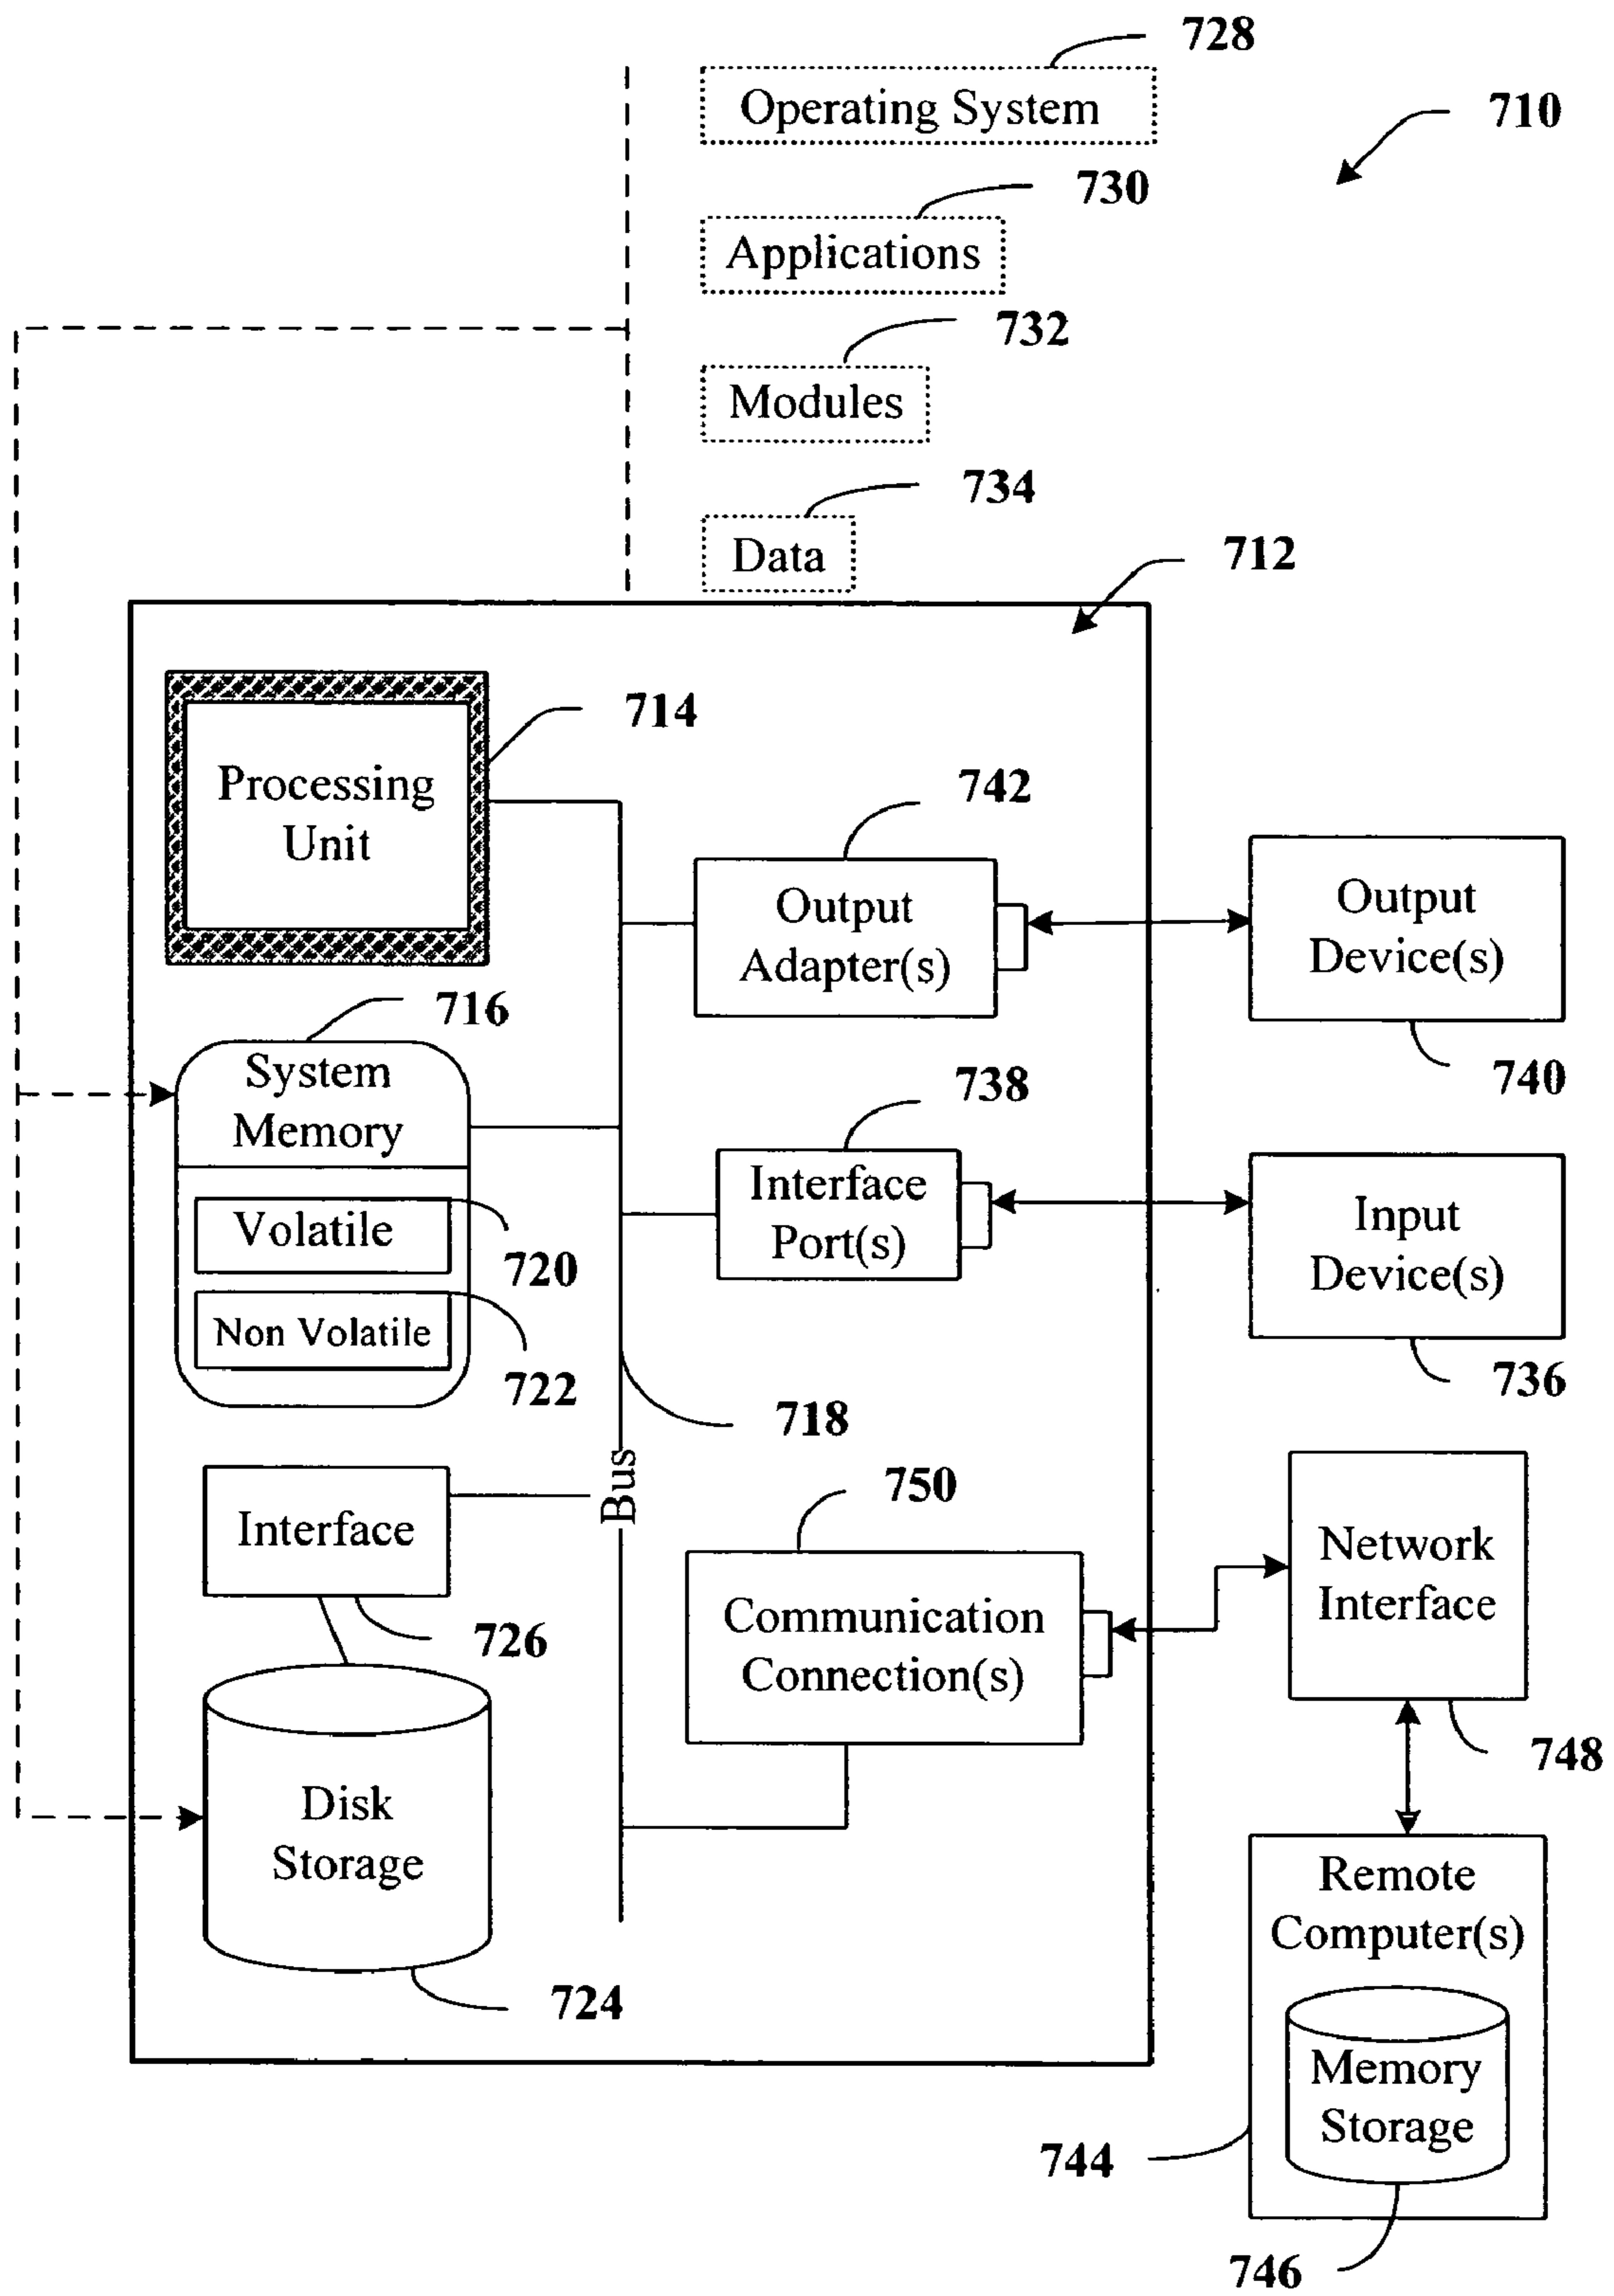 728
Operating System
710
730
Applications
732
Modules
734
Data
712
714
Processing
Unit
742
Output
Adapter(s)
Output
Device(s)
740
716
System
Memory
738
Interface
Port(s)
Input
Device(s)
736
Volatile
720
Non Volatile
722
718
Bus
750
Interface
726
Communication
Connection(s)
Network
Interface
748
Disk
Storage
724
Remote
Computer(s)
Memory
Storage
744
746